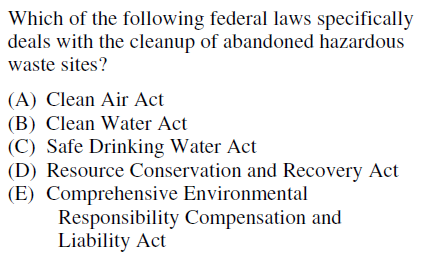 Which of the following federal laws specifically
deals with the cleanup of abandoned hazardous
waste sites?
(A) Clean Air Act
(B) Clean Water Act
(C) Safe Drinking Water Act
(D) Resource Conservation and Recovery Act
(E) Comprehensive Environmental
Responsibility Compensation and
Liability Act